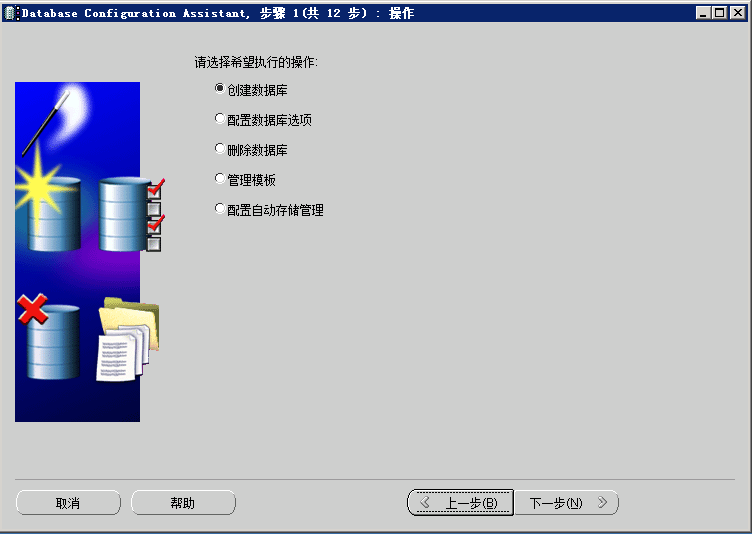 Database Configuration Assistant, 步骤 1(共 12 步) : 操作
请选择希望执行的操作:
创建数据库
配置数据库选项
删除数据库
管理模板
配置自动存储管理
取消
帮助
上一步(B)
下一步(N)